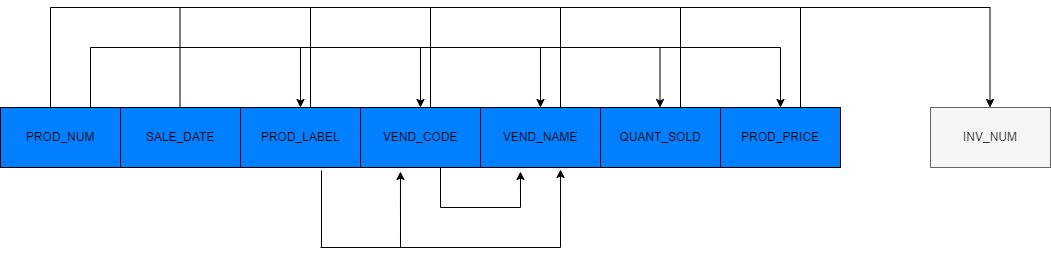 PROD_NUM SALE_DATE PROD_LABEL VEND_CODE VEND_NAME QUANT_SOLD PROD_PRICE INV_NUM